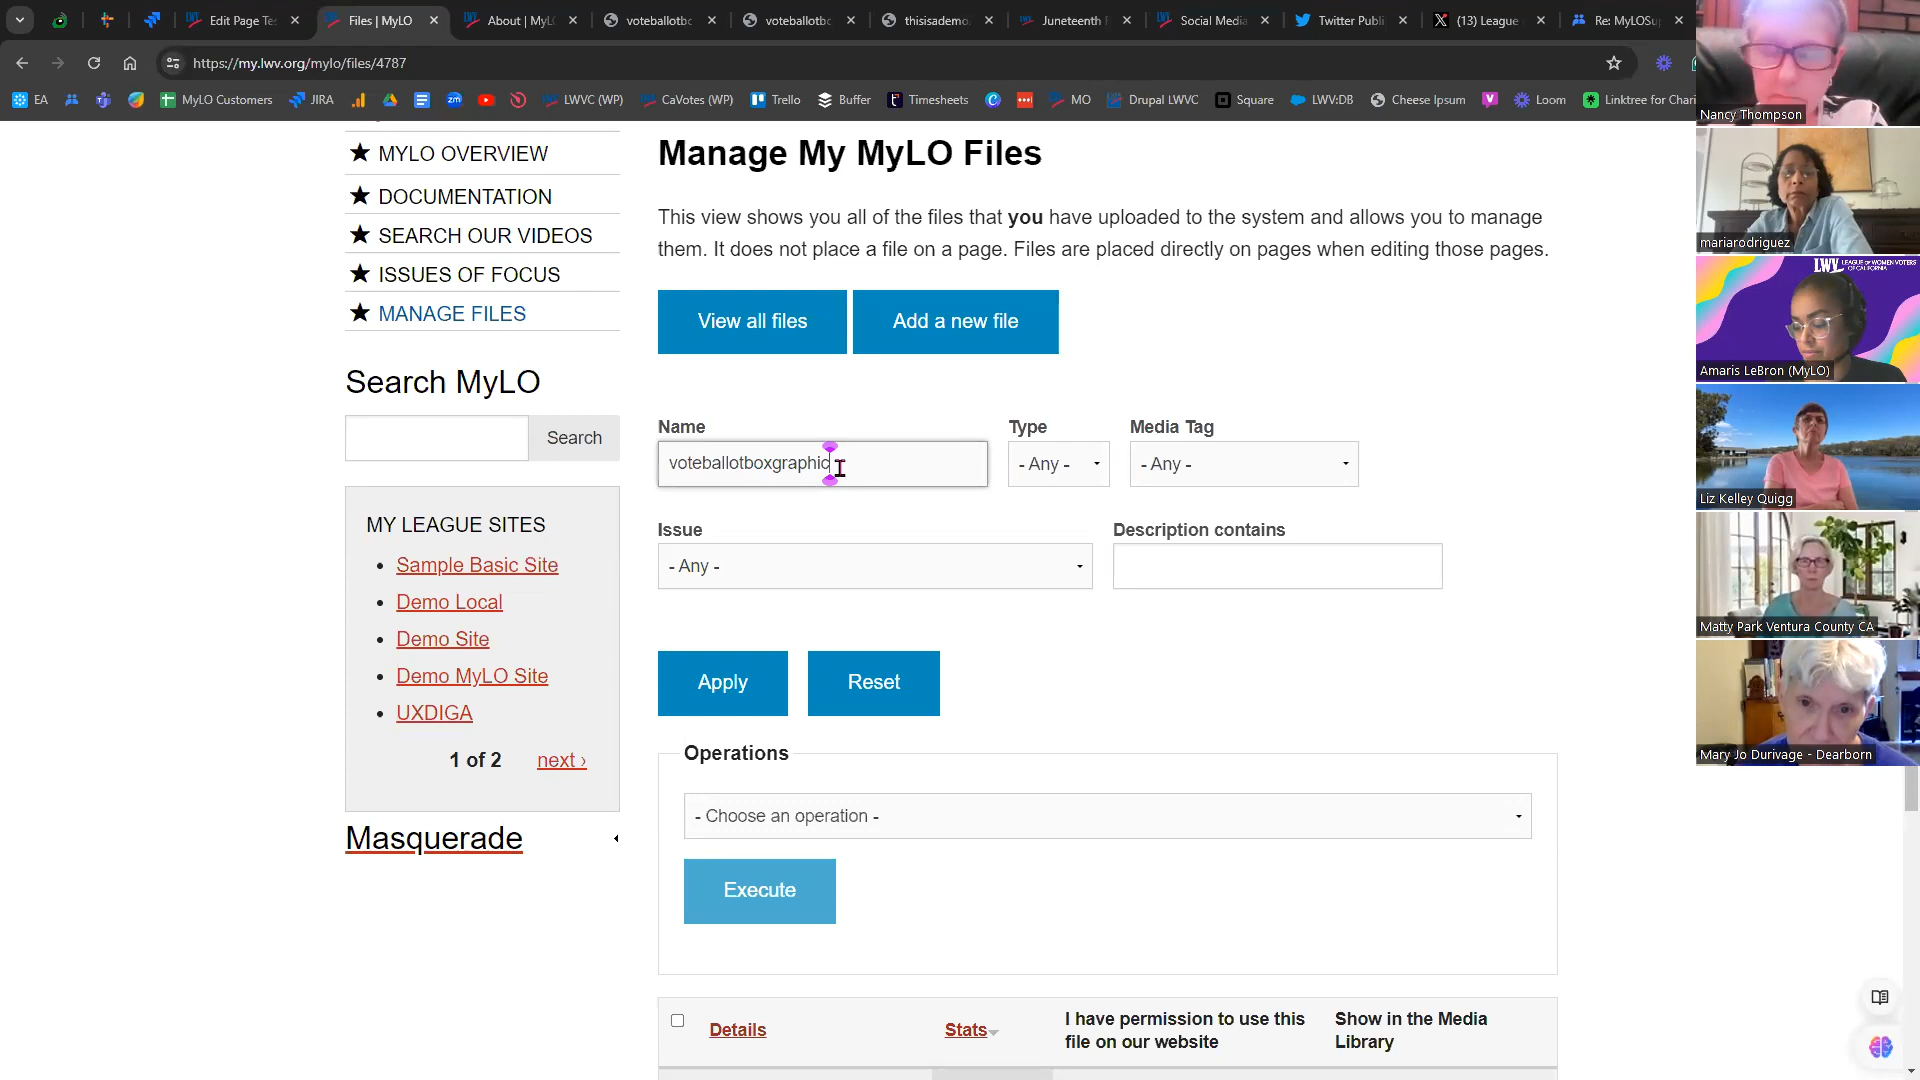 Edit Page Te
Files | MyLO
About | MyL
voteballotbo
voteballotbo
thisisademo
Juneteenth F
Social Media
Twitter Publi
(13) League
Re: MyLOSu
https://my.lwv.org/mylo/files/4787
EA
MyLO Customers
JIRA
LWVC (WP)
CaVotes (WP)
Trello
Buffer
Timesheets
MO
Drupal LWVC
Square
LWV:DB
Cheese Ipsum
Loom
Linktree for Chari
MYLO OVERVIEW
DOCUMENTATION
SEARCH OUR VIDEOS
ISSUES OF FOCUS
MANAGE FILES
Search MyLO
Search
MY LEAGUE SITES
Sample Basic Site
Demo Local
Demo Site
Demo MyLO Site
UXDIGA
1 of 2 next ›
Masquerade
Manage My MyLO Files
This view shows you all of the files that you have uploaded to the system and allows you to manage
them. It does not place a file on a page. Files are placed directly on pages when editing those pages.
View all files
Add a new file
Name
voteballotboxgraphic
Type
- Any -
Media Tag
- Any -
Issue
- Any -
Description contains
Apply
Reset
Operations
- Choose an operation -
Execute
Details
Stats
I have permission to use this
file on our website
Show in the Media
Library
Nancy Thompson
mariarodriguez
LWV LEAGUE OF WOMEN VOTERS
OF CALIFORNIA
Amaris LeBron (MyLO)
Liz Kelley Quigg
Matty Park Ventura County CA
Mary Jo Durivage - Dearborn